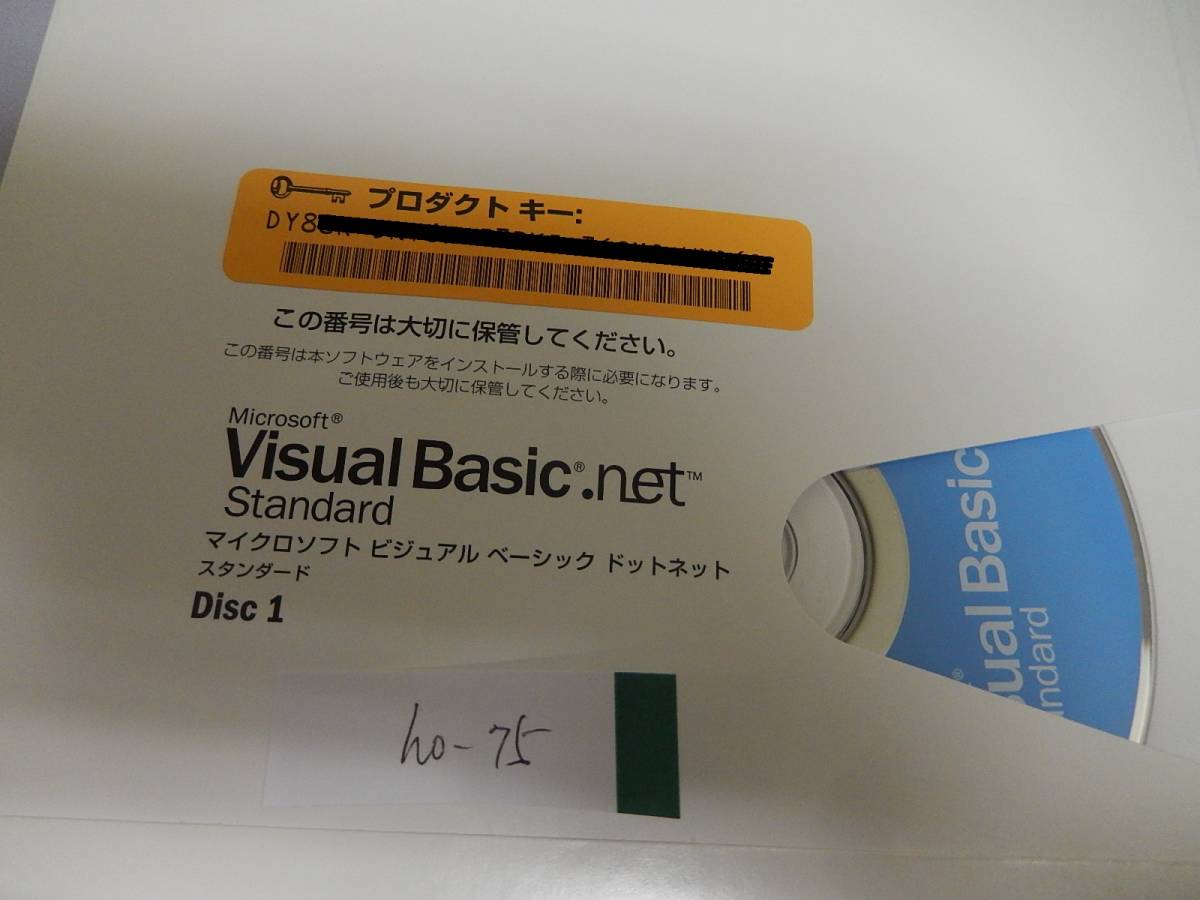 プロダクト キー:
DY8
この番号は大切に保管してください。
この番号は本ソフトウェアをインストールする際に必要になります。
ご使用後も大切に保管してください。
Microsoft®
Visual Basic®.net™
Standard
マイクロソフト ビジュアル ベーシック ドットネット
スタンダード
Disc 1
sual Basic
®
ndard
ho-75